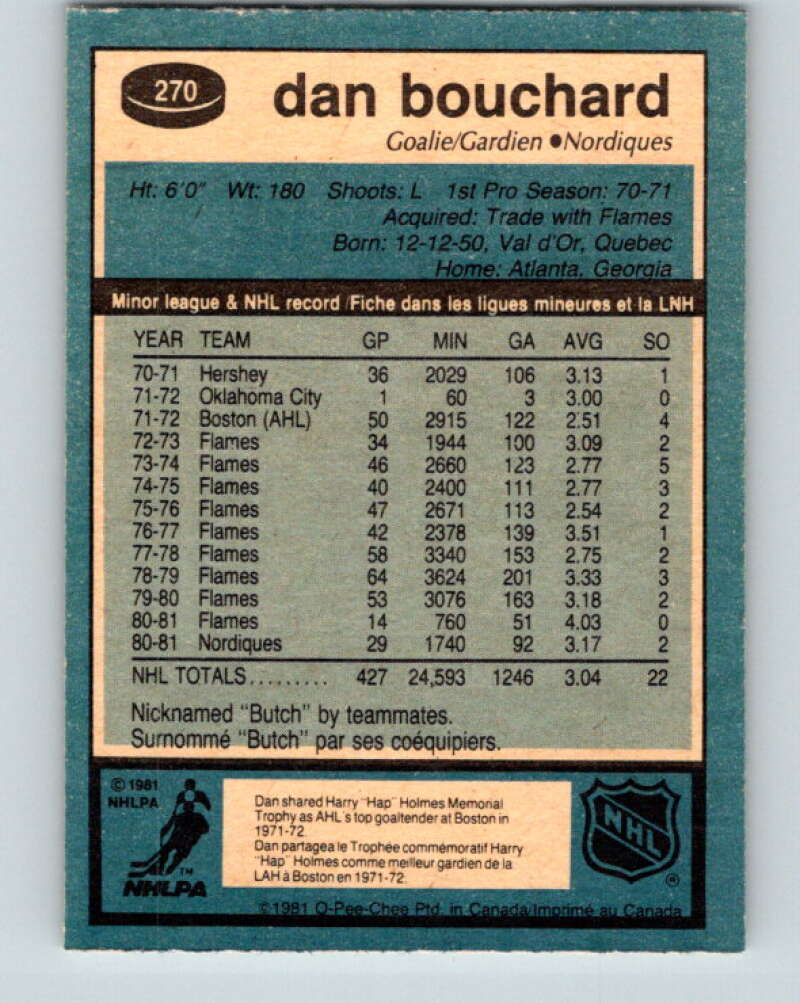 270
dan bouchard
Goalie/Gardien ●Nordiques
Ht: 6'0" Wt: 180 Shoots: L 1st Pro Season: 70-71
Acquired: Trade with Flames
Born: 12-12-50, Val d'Or, Quebec
Home: Atlanta, Georgia
Minor league & NHL record/Fiche dans les ligues mineures et la LNH
YEAR TEAM GP MIN GA AVG SO
70-71 Hershey 36 2029 106 3.13 1
71-72 Oklahoma City 1 60 3 3.00 0
71-72 Boston (AHL) 50 2915 122 2.51 4
72-73 Flames 34 1944 100 3.09 2
73-74 Flames 46 2660 123 2.77 5
74-75 Flames 40 2400 111 2.77 3
75-76 Flames 47 2671 113 2.54 2
76-77 Flames 42 2378 139 3.51 1
77-78 Flames 58 3340 153 2.75 2
78-79 Flames 64 3624 201 3.33 3
79-80 Flames 53 3076 163 3.18 2
80-81 Flames 14 760 51 4.03 0
80-81 Nordiques 29 1740 92 3.17 2
NHL TOTALS......... 427 24,593 1246 3.04 22
Nicknamed "Butch" by teammates.
Surnommé "Butch" par ses coéquipiers.
© 1981
NHLPA
TM
NHLPA
Dan shared Harry "Hap" Holmes Memorial
Trophy as AHL's top goaltender at Boston in
1971-72.
Dan partagea le Trophée commémoratif Harry
"Hap" Holmes comme meilleur gardien de la
LAH à Boston en 1971-72.
NHL
®
©1981 O-Pee-Chee Ptd. in Canada/Imprimé au Canada